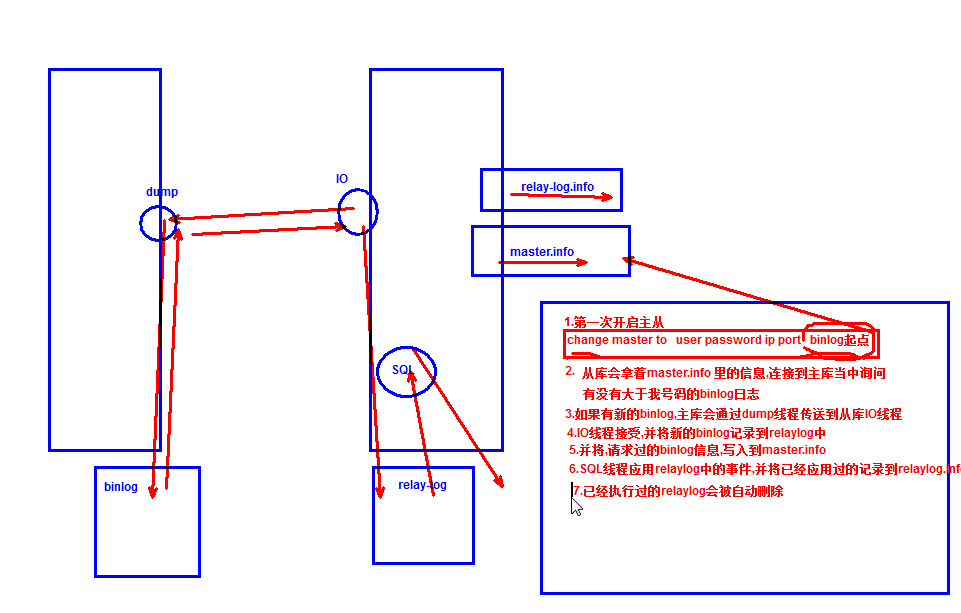 IO
dump
relay-log.info
master.info
1.第一次开启主从
change master to user password ip port binlog起点
2. 从库会拿着master.info 里的信息,连接到主库当中询问
有没有大于我号码的binlog日志
3.如果有新的binlog,主库会通过dump线程传送到从库IO线程
4.IO线程接受,并将新的binlog记录到relaylog中
5.并将,请求过的binlog信息,写入到master.info
6.SQL线程应用relaylog中的事件,并将已经应用过的记录到relaylog.inf
7.已经执行过的relaylog会被自动删除
SQL
binlog
relay-log